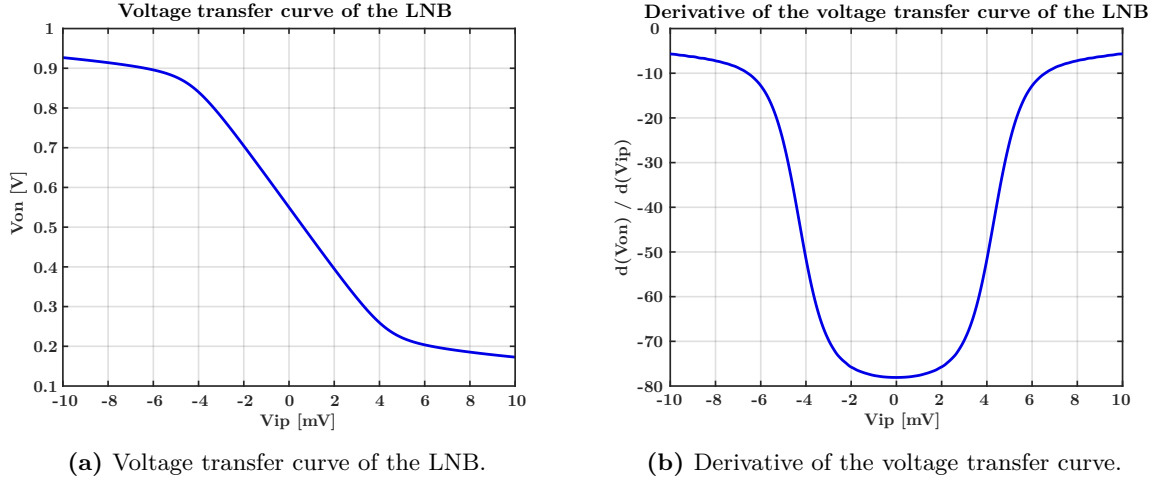 Voltage transfer curve of the LNB
1
0.9
0.8
0.7
0.6
0.5
0.4
0.3
0.2
0.1
Von [V]
-10 -8 -6 -4 -2 0 2 4 6 8 10
Vip [mV]
(a) Voltage transfer curve of the LNB.
Derivative of the voltage transfer curve of the LNB
0
-10
-20
-30
-40
-50
-60
-70
-80
d(Von) / d(Vip)
-10 -8 -6 -4 -2 0 2 4 6 8 10
Vip [mV]
(b) Derivative of the voltage transfer curve.